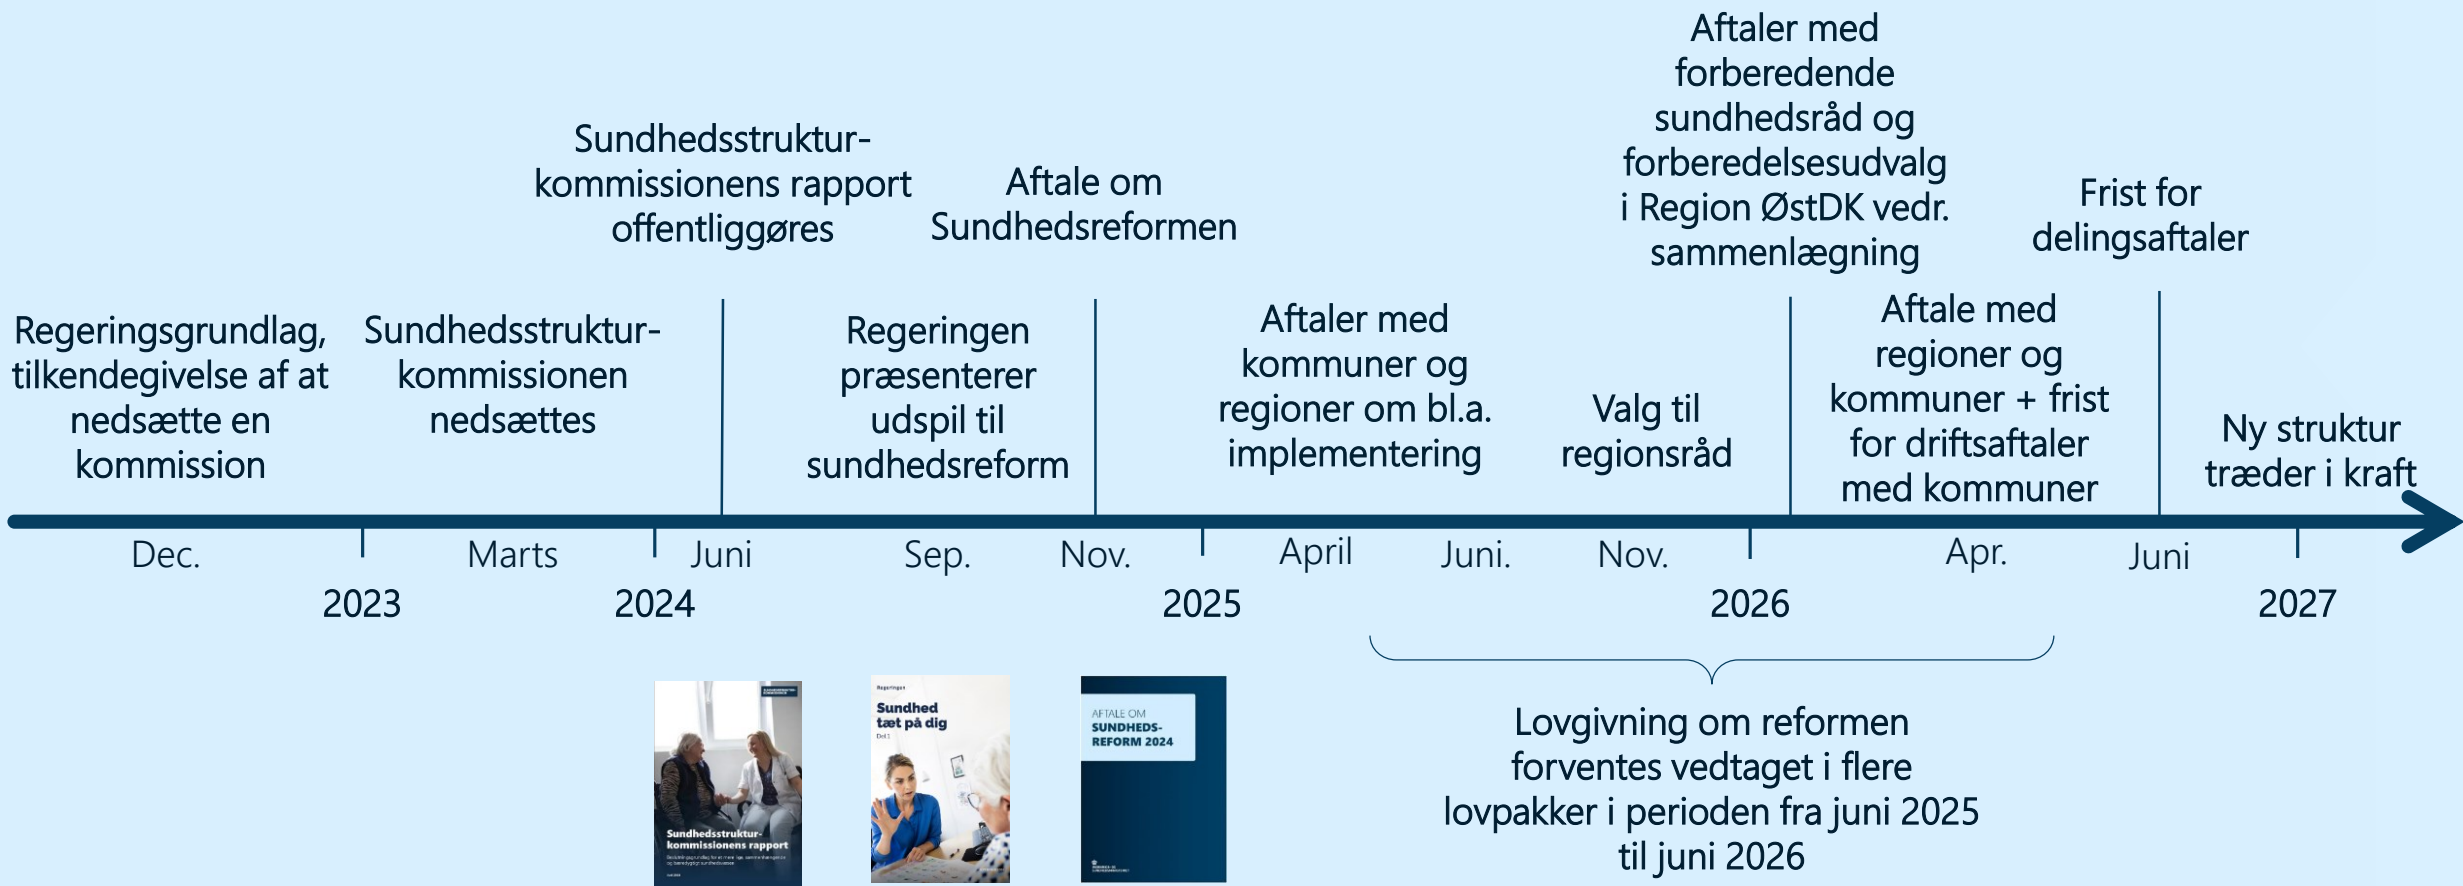 Aftaler med
forberedende
sundhedsråd og
forberedelsesudvalg
i Region ØstDK vedr.
sammenlægning
Sundhedsstruktur-
kommissionens rapport
offentliggøres
Aftale om
Sundhedsreformen
Frist for
delingsaftaler
Regeringsgrundlag,
tilkendegivelse af at
nedsætte en
kommission
Sundhedsstruktur-
kommissionen
nedsættes
Regeringen
præsenterer
udspil til
sundhedsreform
Aftaler med
kommuner og
regioner om bl.a.
implementering
Valg til
regionsråd
Aftale med
regioner og
kommuner + frist
for driftsaftaler
med kommuner
Ny struktur
træder i kraft
Dec.
Marts
Juni
Sep.
Nov.
April
Juni.
Nov.
Apr.
Juni
2023
2024
2025
2026
2027
Sundhedsstruktur-
kommissionens rapport
Regeringen
Sundhed
tæt på dig
Del 1
AFTALE OM
SUNDHEDS-
REFORM 2024
Lovgivning om reformen
forventes vedtaget i flere
lovpakker i perioden fra juni 2025
til juni 2026